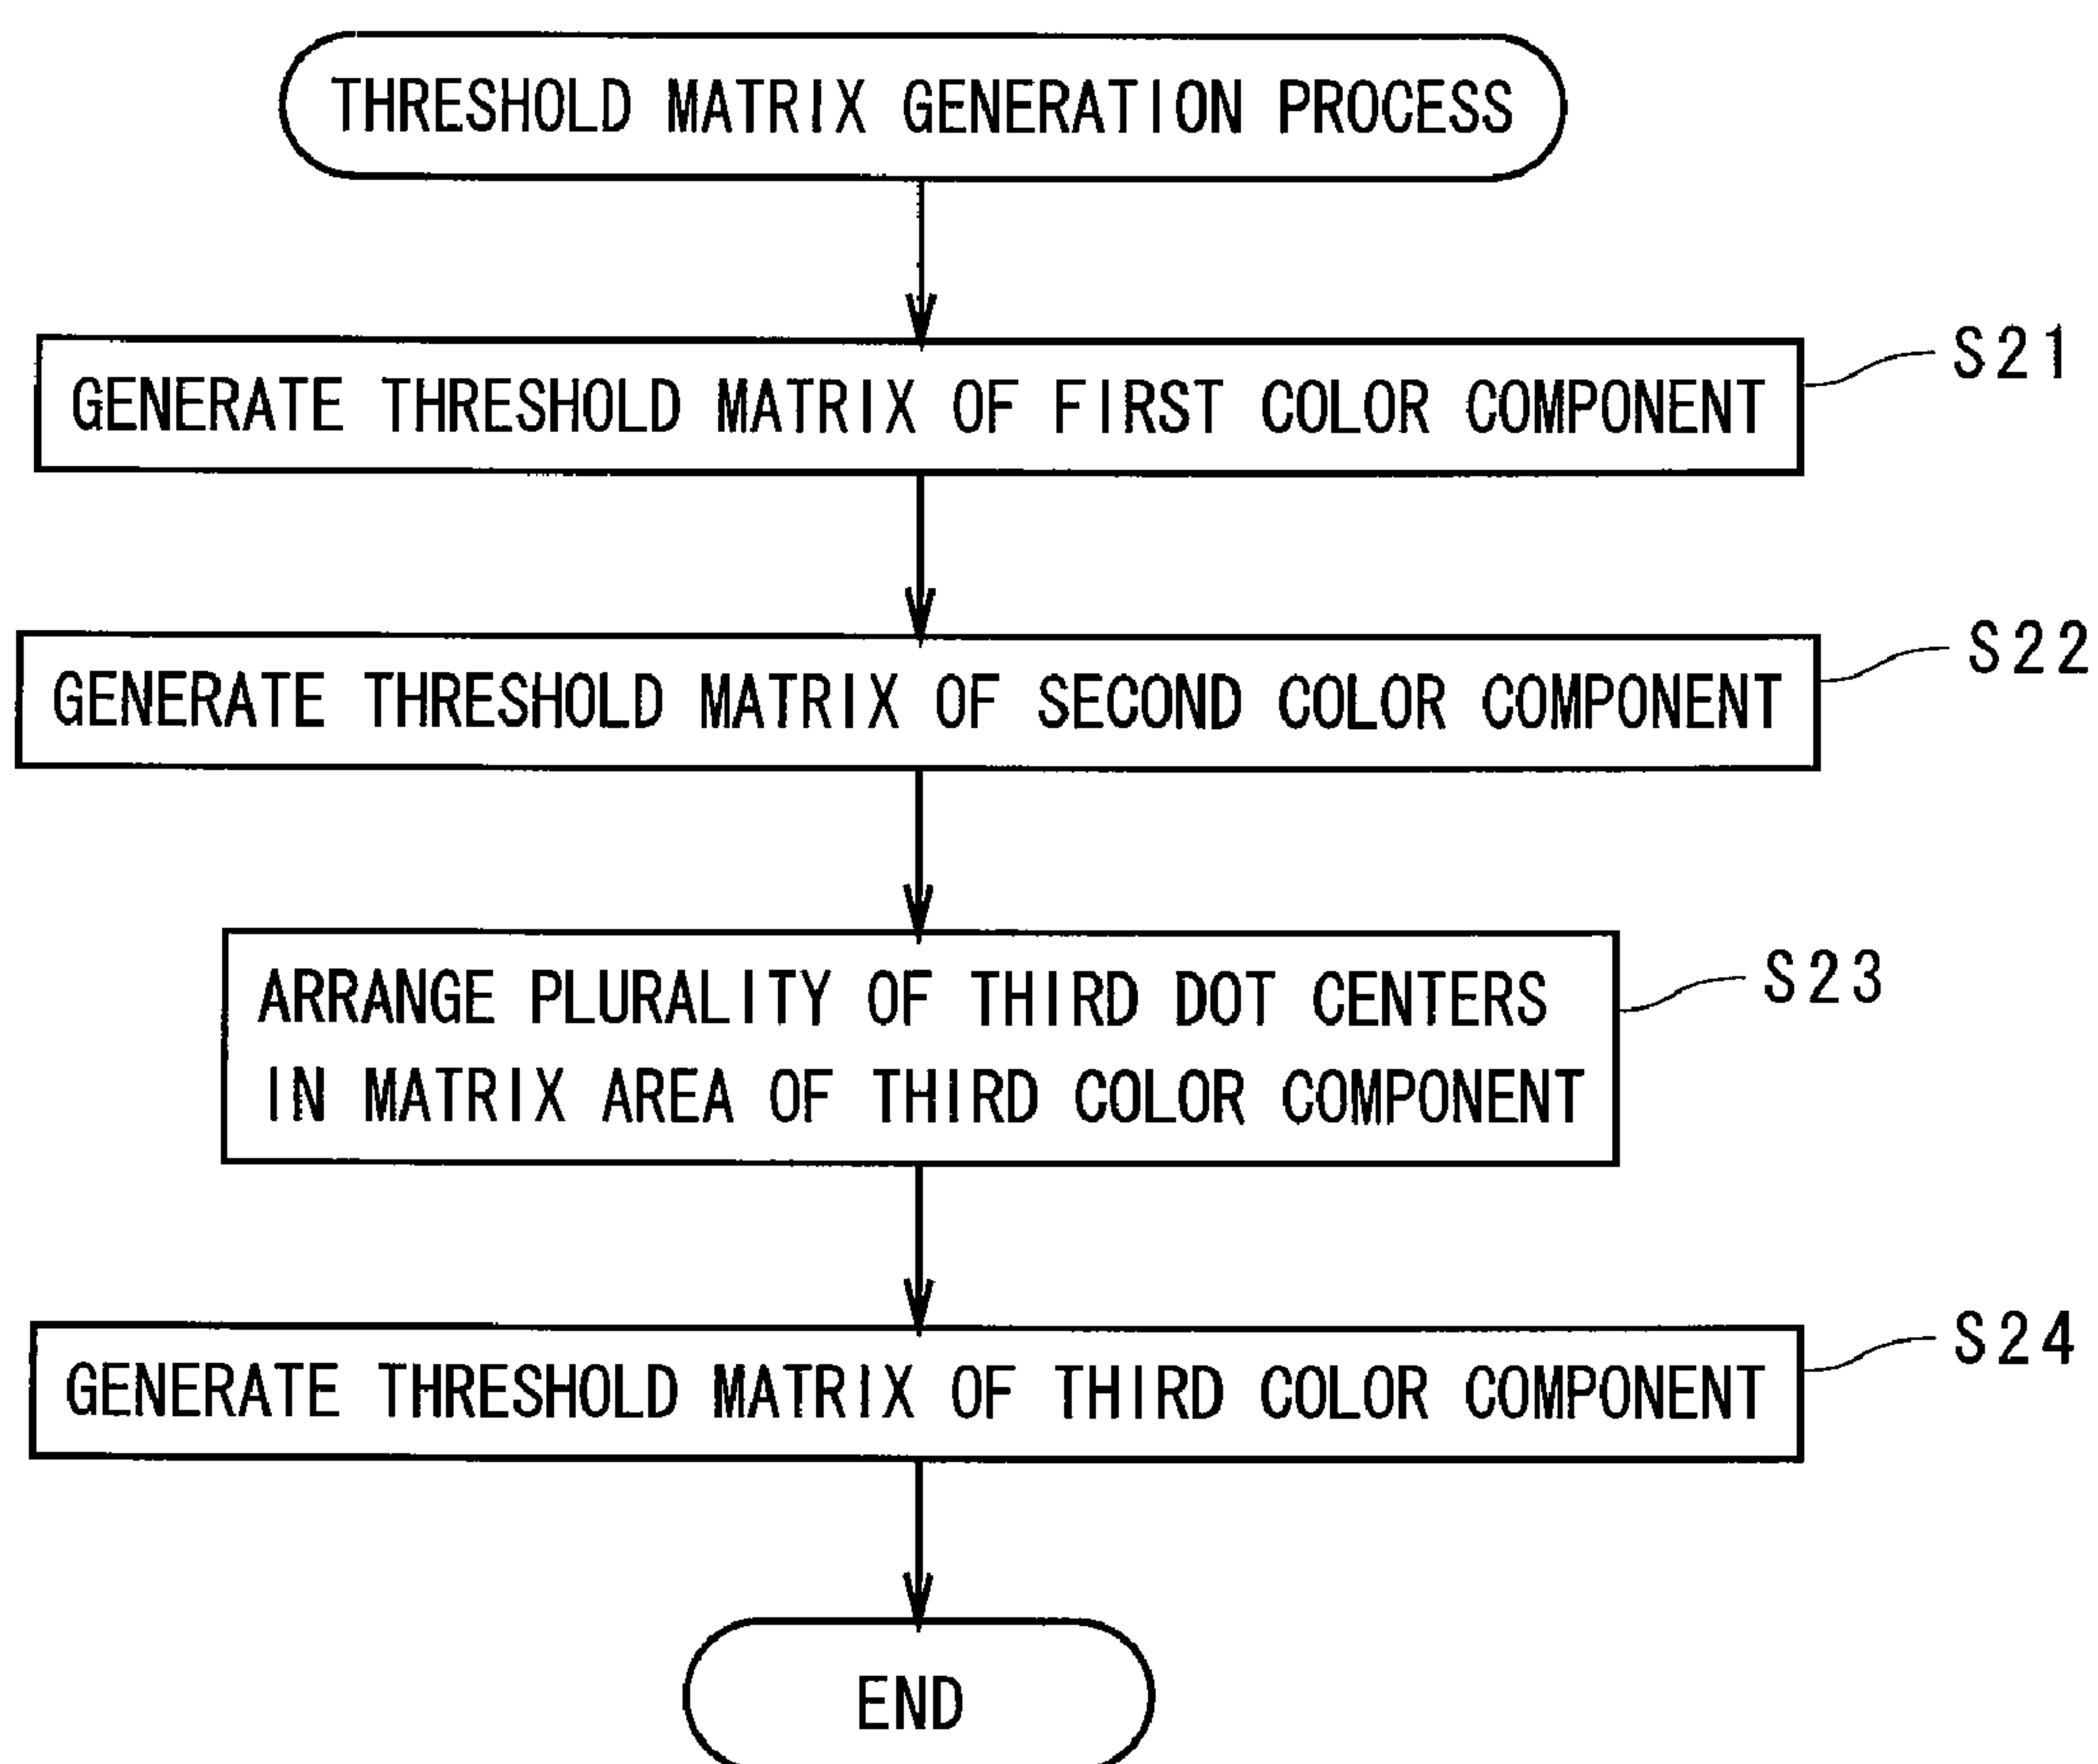 THRESHOLD MATRIX GENERATION PROCESS
GENERATE THRESHOLD MATRIX OF FIRST COLOR COMPONENT
S21
GENERATE THRESHOLD MATRIX OF SECOND COLOR COMPONENT
S22
ARRANGE PLURALITY OF THIRD DOT CENTERS
IN MATRIX AREA OF THIRD COLOR COMPONENT
S23
GENERATE THRESHOLD MATRIX OF THIRD COLOR COMPONENT
S24
END